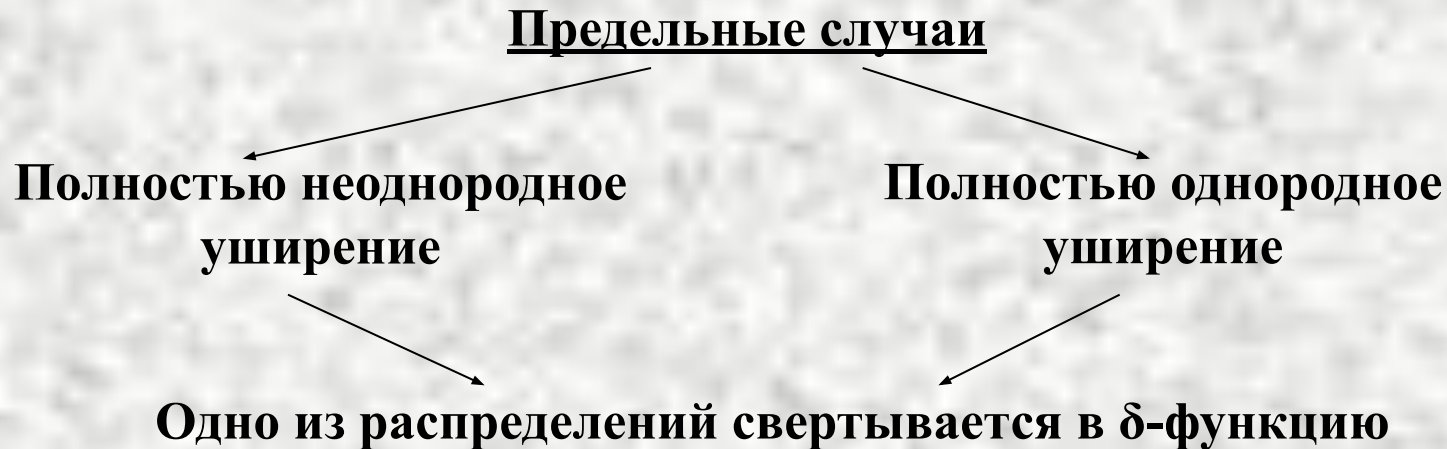 Предельные случаи
Полностью неоднородное
уширение
Полностью однородное
уширение
Одно из распределений свертывается в δ-функцию